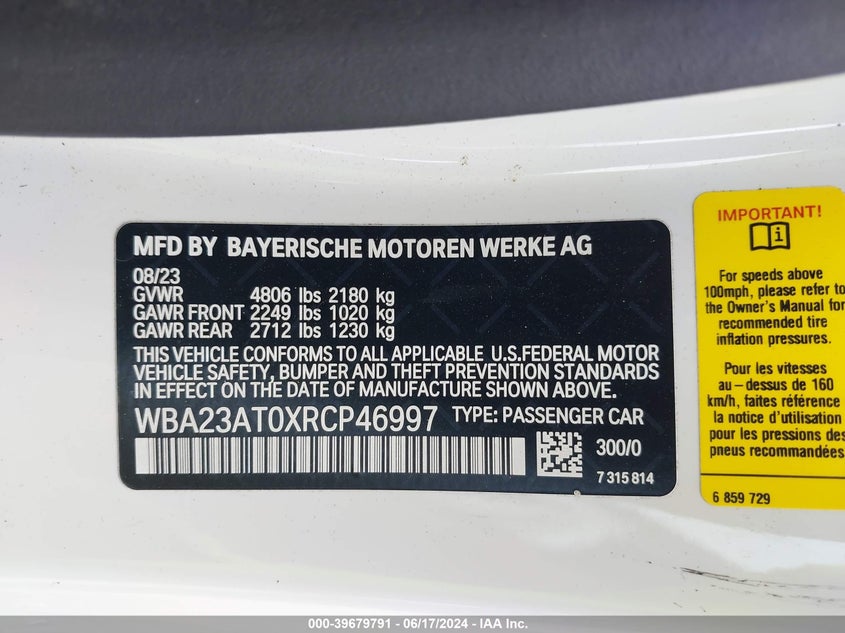 MFD BY BAYERISCHE MOTOREN WERKE AG
08/23
GVWR 4806 lbs 2180 kg
GAWR FRONT 2249 lbs 1020 kg
GAWR REAR 2712 lbs 1230 kg
THIS VEHICLE CONFORMS TO ALL APPLICABLE U.S.FEDERAL MOTOR
VEHICLE SAFETY, BUMPER AND THEFT PREVENTION STANDARDS
IN EFFECT ON THE DATE OF MANUFACTURE SHOWN ABOVE.
WBA23AT0XRCP46997 TYPE: PASSENGER CAR
300/0
7 315 814
IMPORTANT!
For speeds above
100mph, please refer to
the Owner's Manual for
recommended tire
inflation pressures.
Pour les vitesses
au-dessus de 160
km/h, faites référence
la notice d'utilisation
pour les pressions des
pneus recommandées
6 859 729
000-39679791 - 06/17/2024 - IAA Inc.